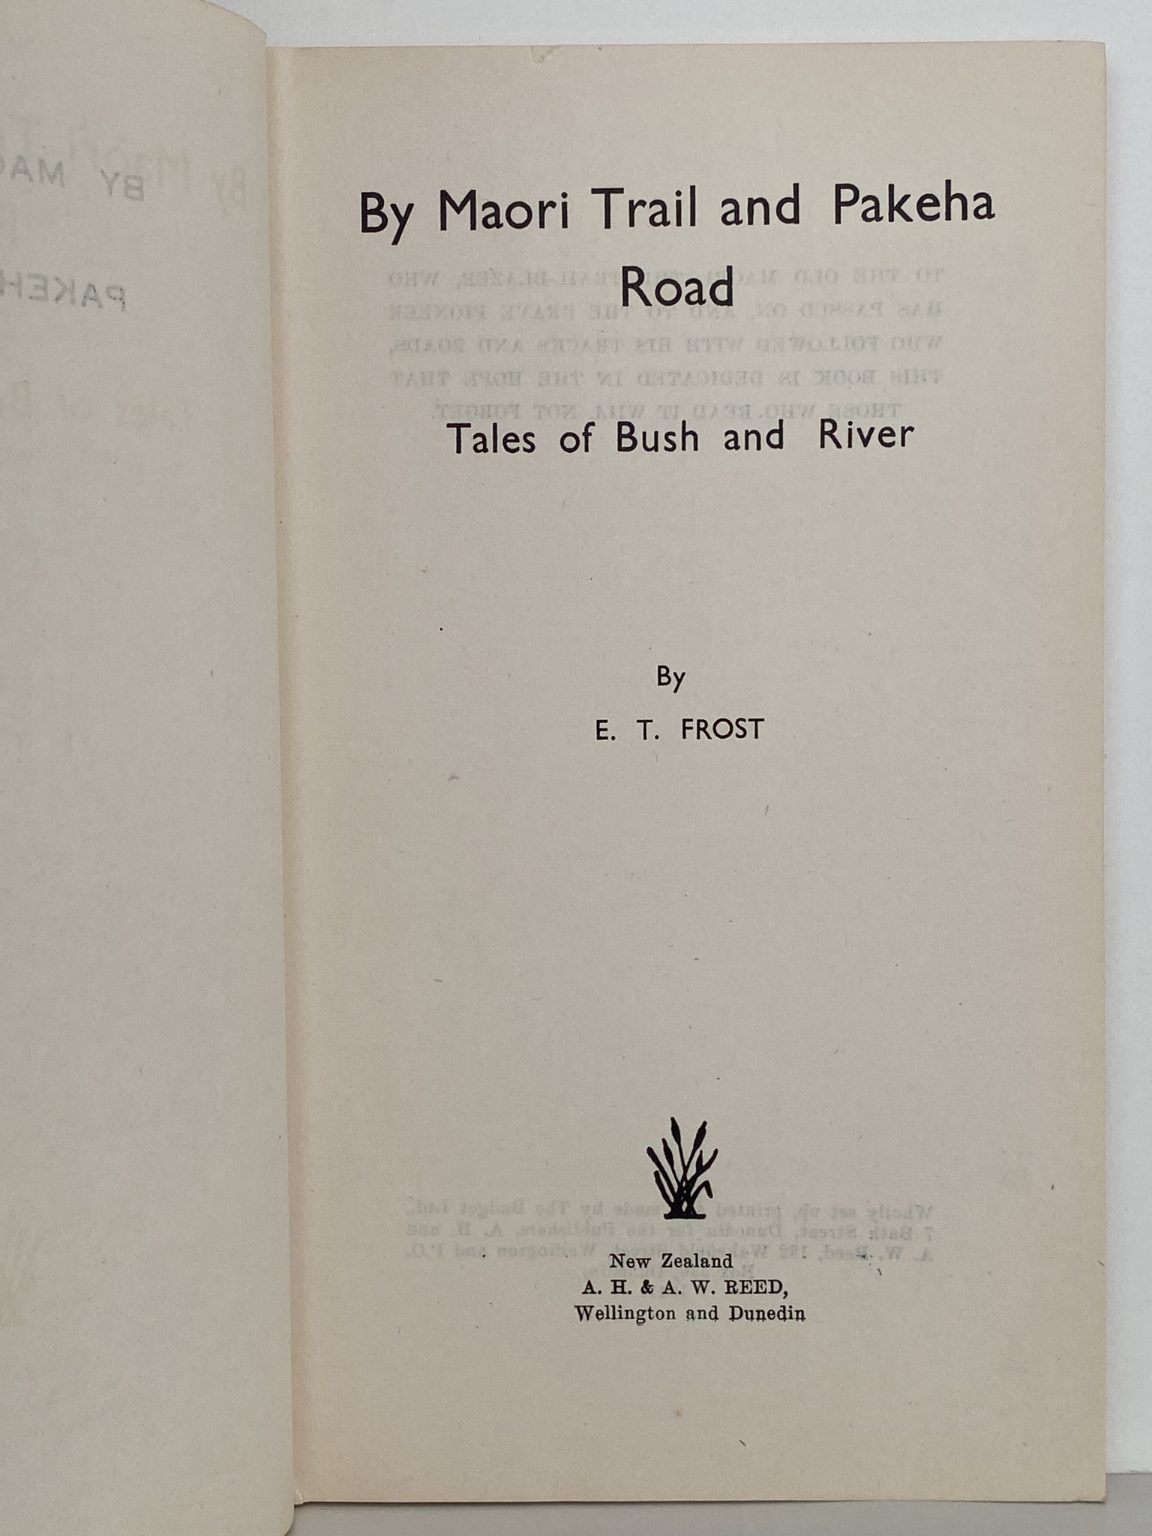 By Maori Trail and Pakeha
Road
Tales of Bush and River
By
E. T. FROST
New Zealand
A. H. & A. W. REED,
Wellington and Dunedin